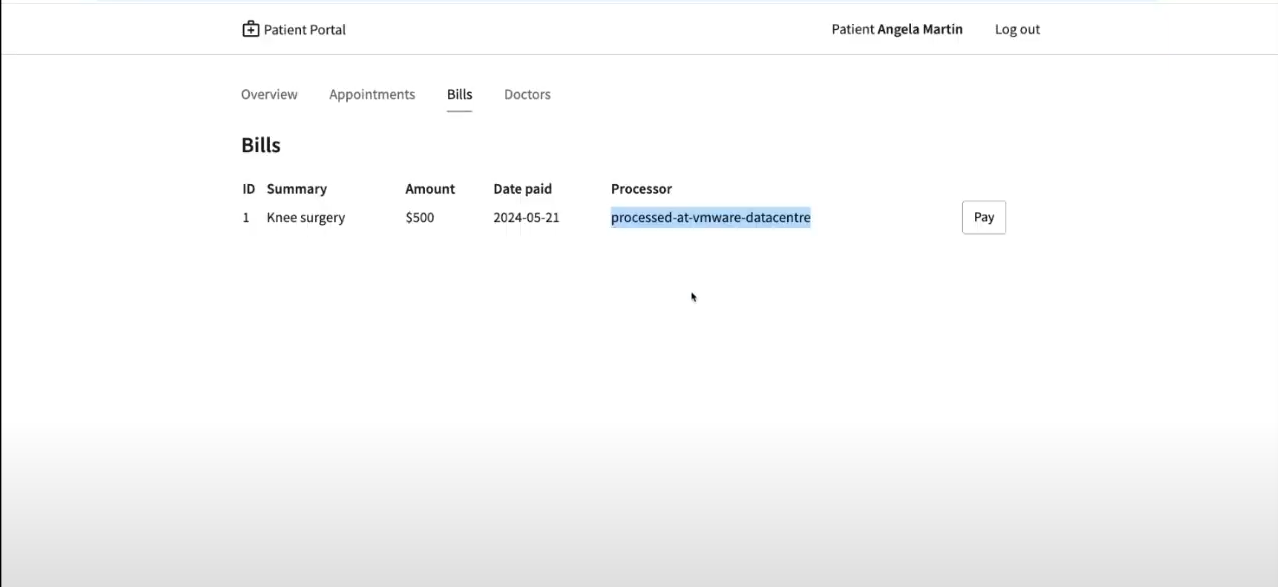 Patient Portal Patient Angela Martin Log out
Overview Appointments Bills Doctors
Bills
ID Summary Amount Date paid Processor
1 Knee surgery $500 2024-05-21 processed-at-vmware-datacentre Pay